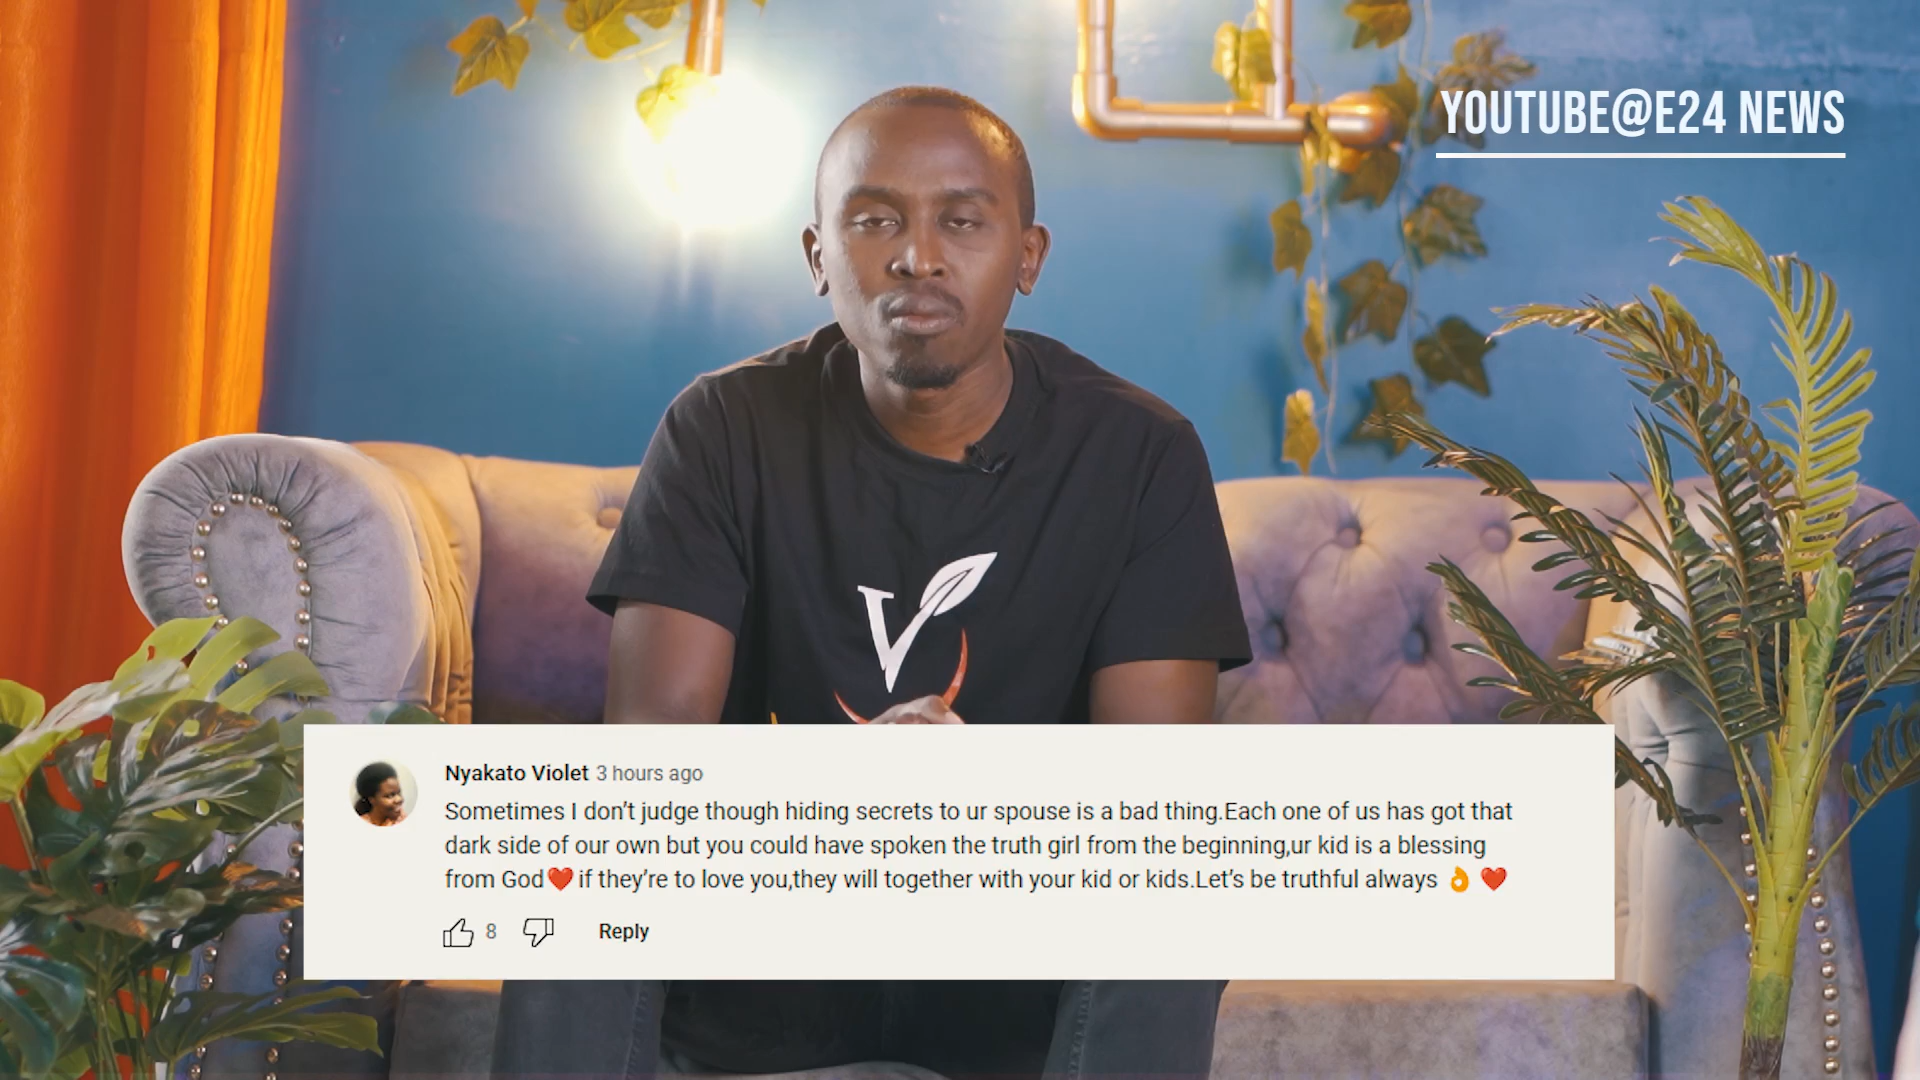 YOUTUBE@E24 NEWS
V
Nyakato Violet 3 hours ago
Sometimes I don't judge though hiding secrets to ur spouse is a bad thing.Each one of us has got that
dark side of our own but you could have spoken the truth girl from the beginning,ur kid is a blessing
from God❤️if they're to love you,they will together with your kid or kids.Let's be truthful always 👌 ❤️
8 Reply